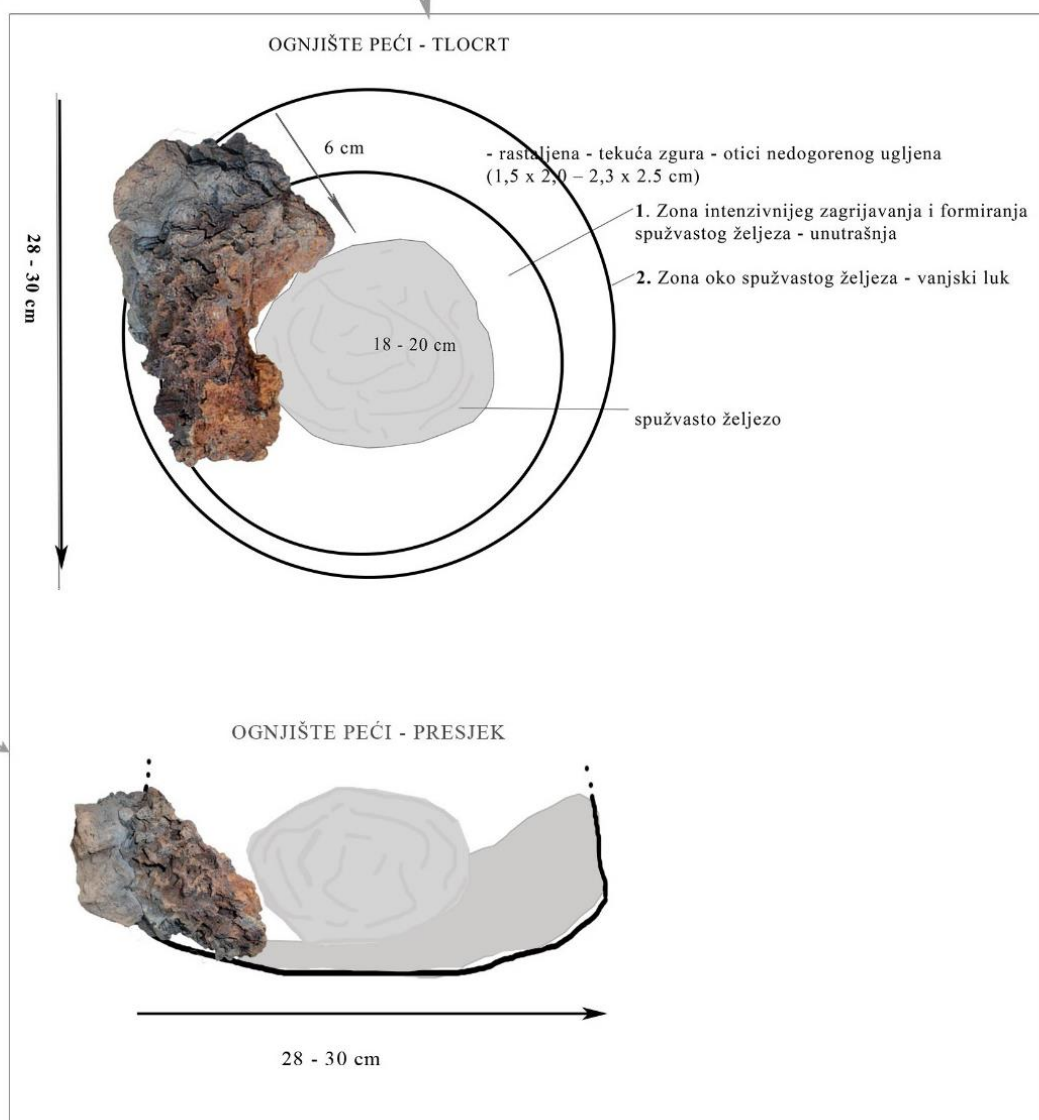 OGNJIŠTE PEĆI - TLOCRT
6 cm
- rastaljena - tekuća zgura - otici nedogorenog ugljena
(1,5 x 2,0 – 2,3 x 2.5 cm)
1. Zona intenzivnijeg zagrijavanja i formiranja
spužvastog željeza - unutrašnja
28 - 30 cm
2. Zona oko spužvastog željeza - vanjski luk
18 - 20 cm
spužvasto željezo
OGNJIŠTE PEĆI - PRESJEK
28 - 30 cm